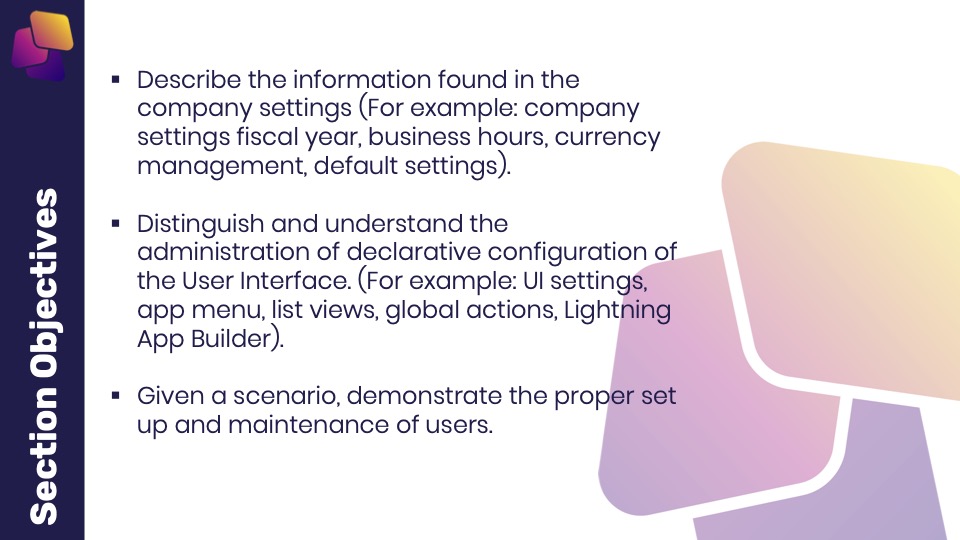 Section Objectives
▪ Describe the information found in the
company settings (For example: company
settings fiscal year, business hours, currency
management, default settings).
▪ Distinguish and understand the
administration of declarative configuration of
the User Interface. (For example: UI settings,
app menu, list views, global actions, Lightning
App Builder).
▪ Given a scenario, demonstrate the proper set
up and maintenance of users.